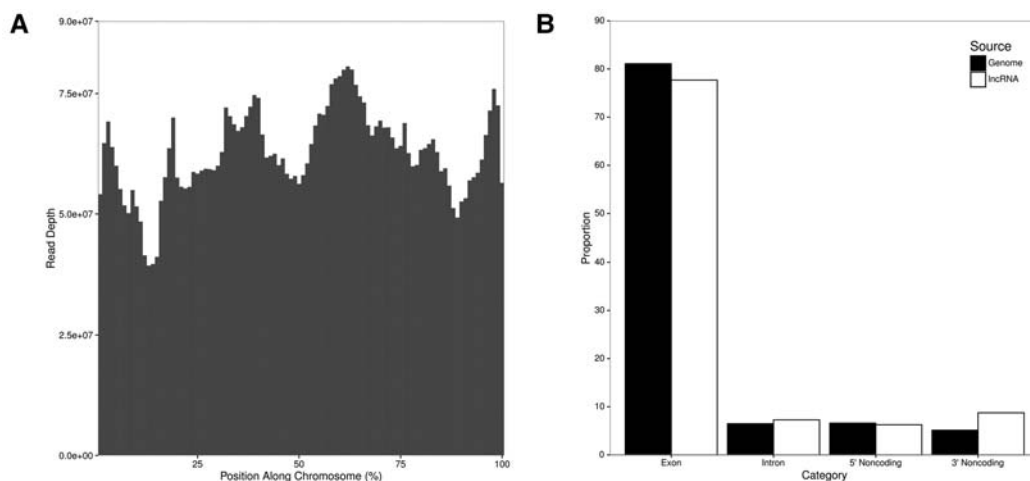 A
9.0e+07
7.5e+07
5.0e+07
2.5e+07
0.0e+00
Read Depth
25
50
75
100
Position Along Chromosome (%)
B
90
80
70
60
50
40
30
20
10
0
Proportion
Source
Genome
lncRNA
Exon
Intron
5' Noncoding
3' Noncoding
Category